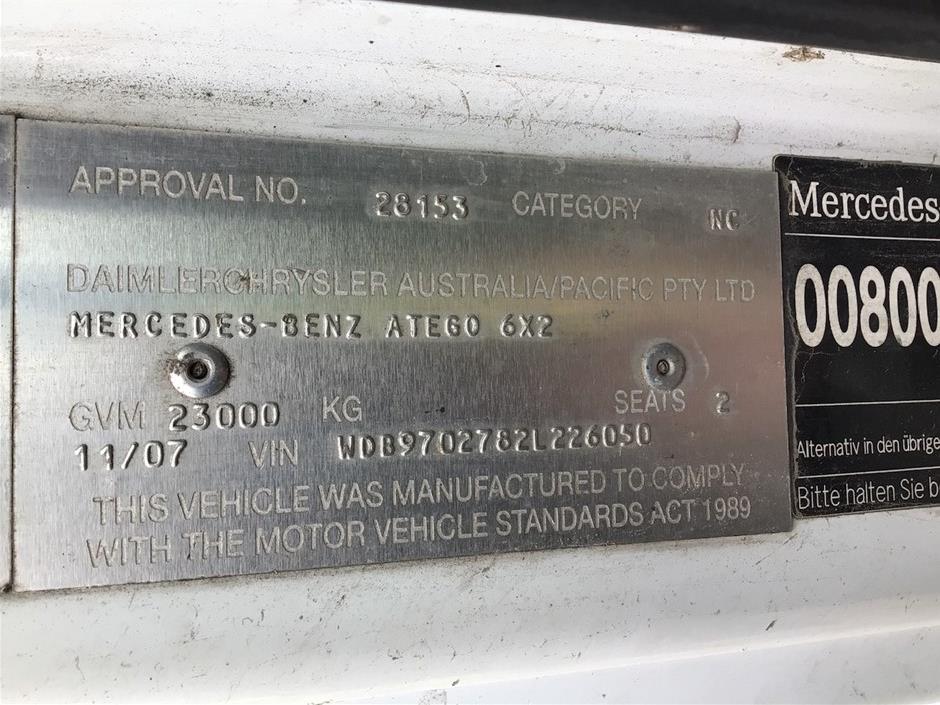 APPROVAL NO. 28153 CATEGORY NC
DAIMLERCHRYSLER AUSTRALIA/PACIFIC PTY LTD
MERCEDES-BENZ ATEGO 6X2
GVM 23000 KG SEATS 2
11/07 VIN WDB9702782L226050
THIS VEHICLE WAS MANUFACTURED TO COMPLY
WITH THE MOTOR VEHICLE STANDARDS ACT 1989
Mercedes
00800
Alternativ in den übrige
Bitte halten Sie b